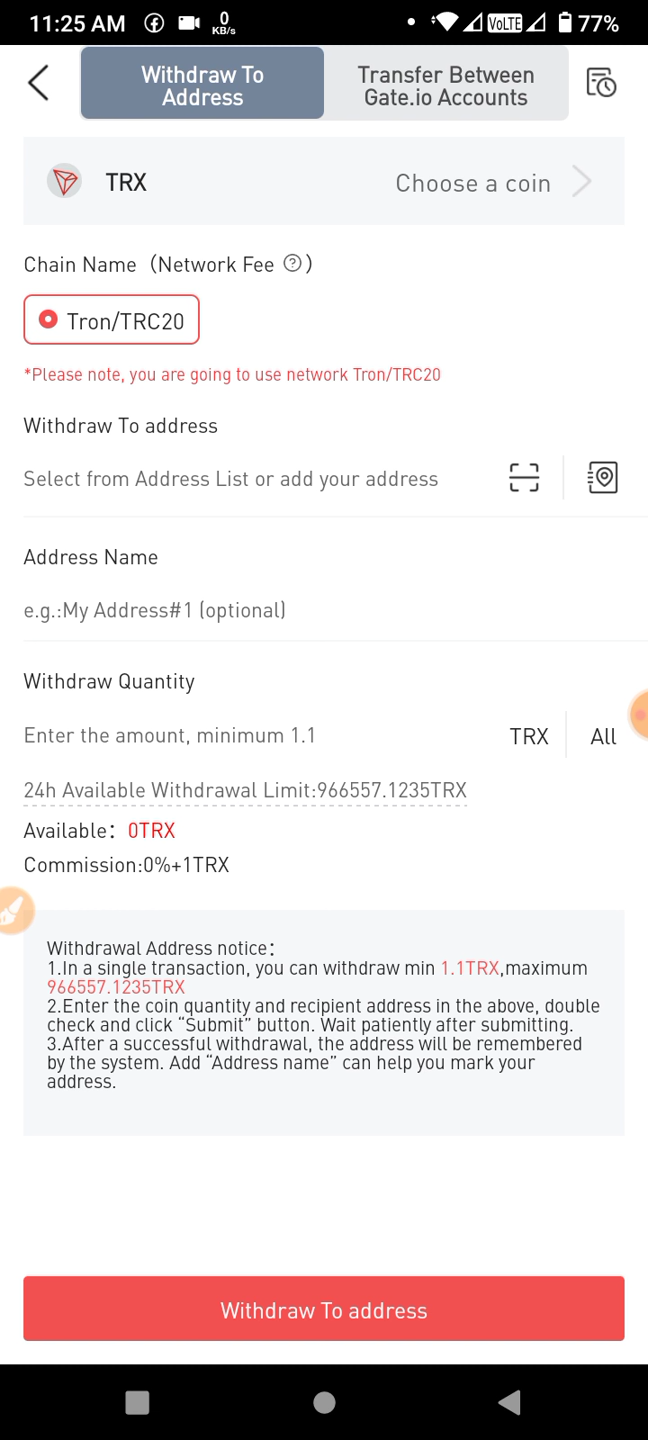 11:25 AM
0
KB/s
VoLTE
77%
Withdraw To
Address
Transfer Between
Gate.io Accounts
TRX
Choose a coin
Chain Name（Network Fee ?）
Tron/TRC20
*Please note, you are going to use network Tron/TRC20
Withdraw To address
Select from Address List or add your address
Address Name
e.g.:My Address#1 (optional)
Withdraw Quantity
Enter the amount, minimum 1.1
TRX
All
24h Available Withdrawal Limit:966557.1235TRX
Available：0TRX
Commission:0%+1TRX
Withdrawal Address notice：
1.In a single transaction, you can withdraw min 1.1TRX,maximum
966557.1235TRX
2.Enter the coin quantity and recipient address in the above, double
check and click “Submit” button. Wait patiently after submitting.
3.After a successful withdrawal, the address will be remembered
by the system. Add “Address name” can help you mark your
address.
Withdraw To address